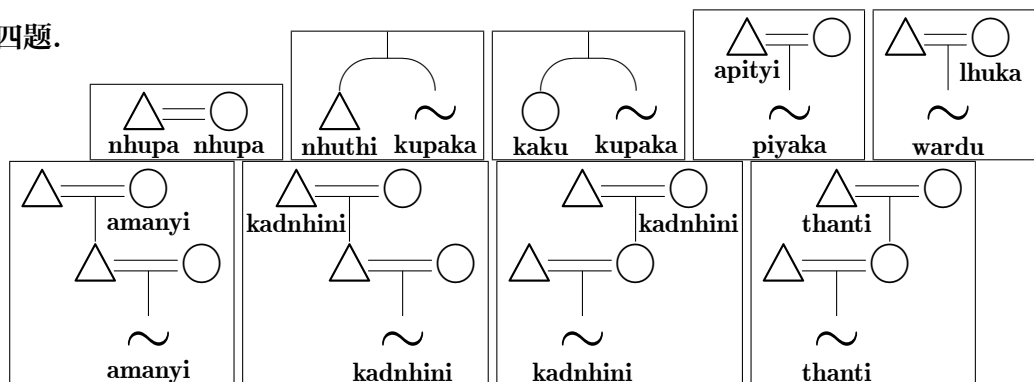 四题.
apityi
lhuka
nhupa nhupa nhuthi kupaka kaku kupaka piyaka wardu
amanyi kadnhini kadnhini thanti
amanyi kadnhini kadnhini thanti